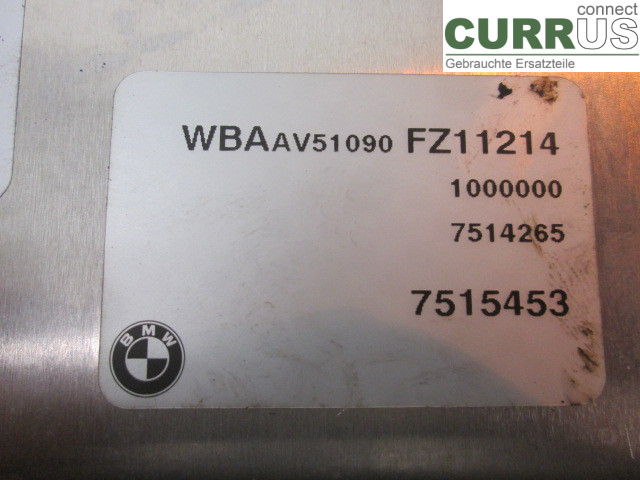 connect
CURRUS
Gebrauchte Ersatzteile
WBAAV51090 FZ11214
1000000
7514265
7515453
BMW